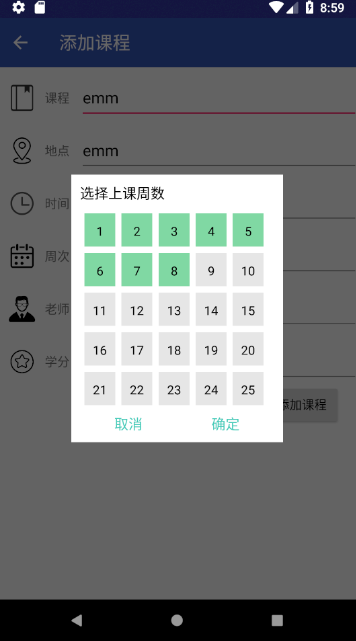 8:59
添加课程
课程 emm
地点 emm
时间
周次
老师
学分
选择上课周数
1 2 3 4 5
6 7 8 9 10
11 12 13 14 15
16 17 18 19 20
21 22 23 24 25
取消 确定
添加课程